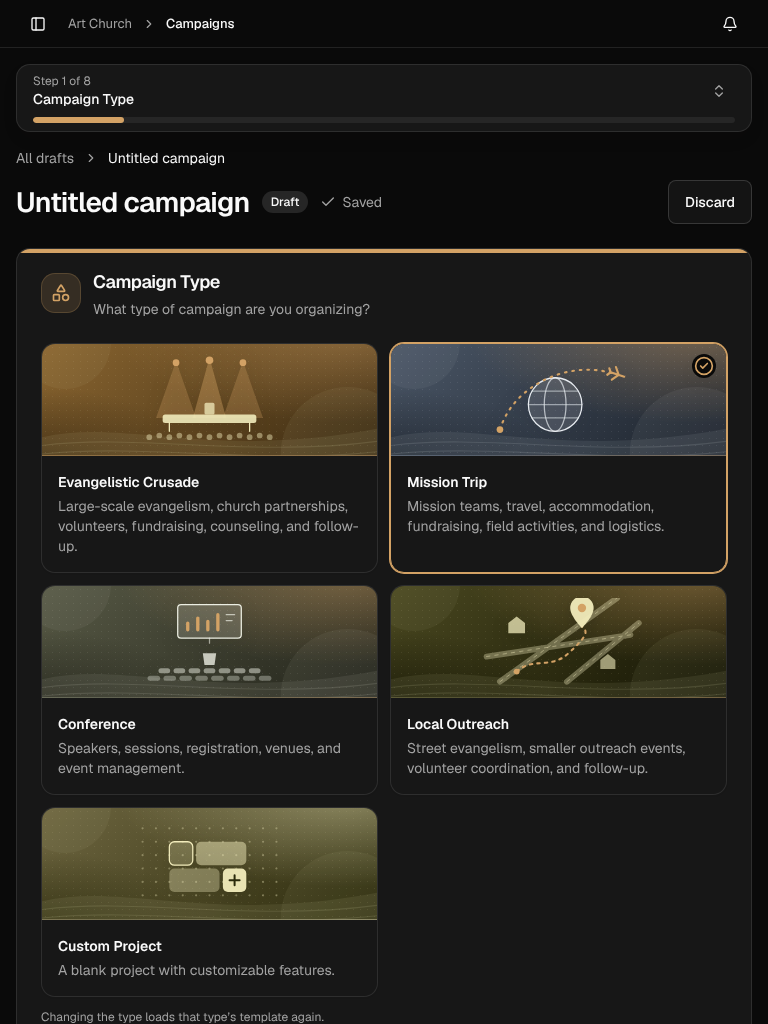 Art Church > Campaigns
Step 1 of 8
Campaign Type
All drafts > Untitled campaign
Untitled campaign Draft Saved Discard
Campaign Type
What type of campaign are you organizing?
Evangelistic Crusade
Large-scale evangelism, church partnerships,
volunteers, fundraising, counseling, and follow-
up.
Mission Trip
Mission teams, travel, accommodation,
fundraising, field activities, and logistics.
Conference
Speakers, sessions, registration, venues, and
event management.
Local Outreach
Street evangelism, smaller outreach events,
volunteer coordination, and follow-up.
Custom Project
A blank project with customizable features.
Changing the type loads that type's template again.